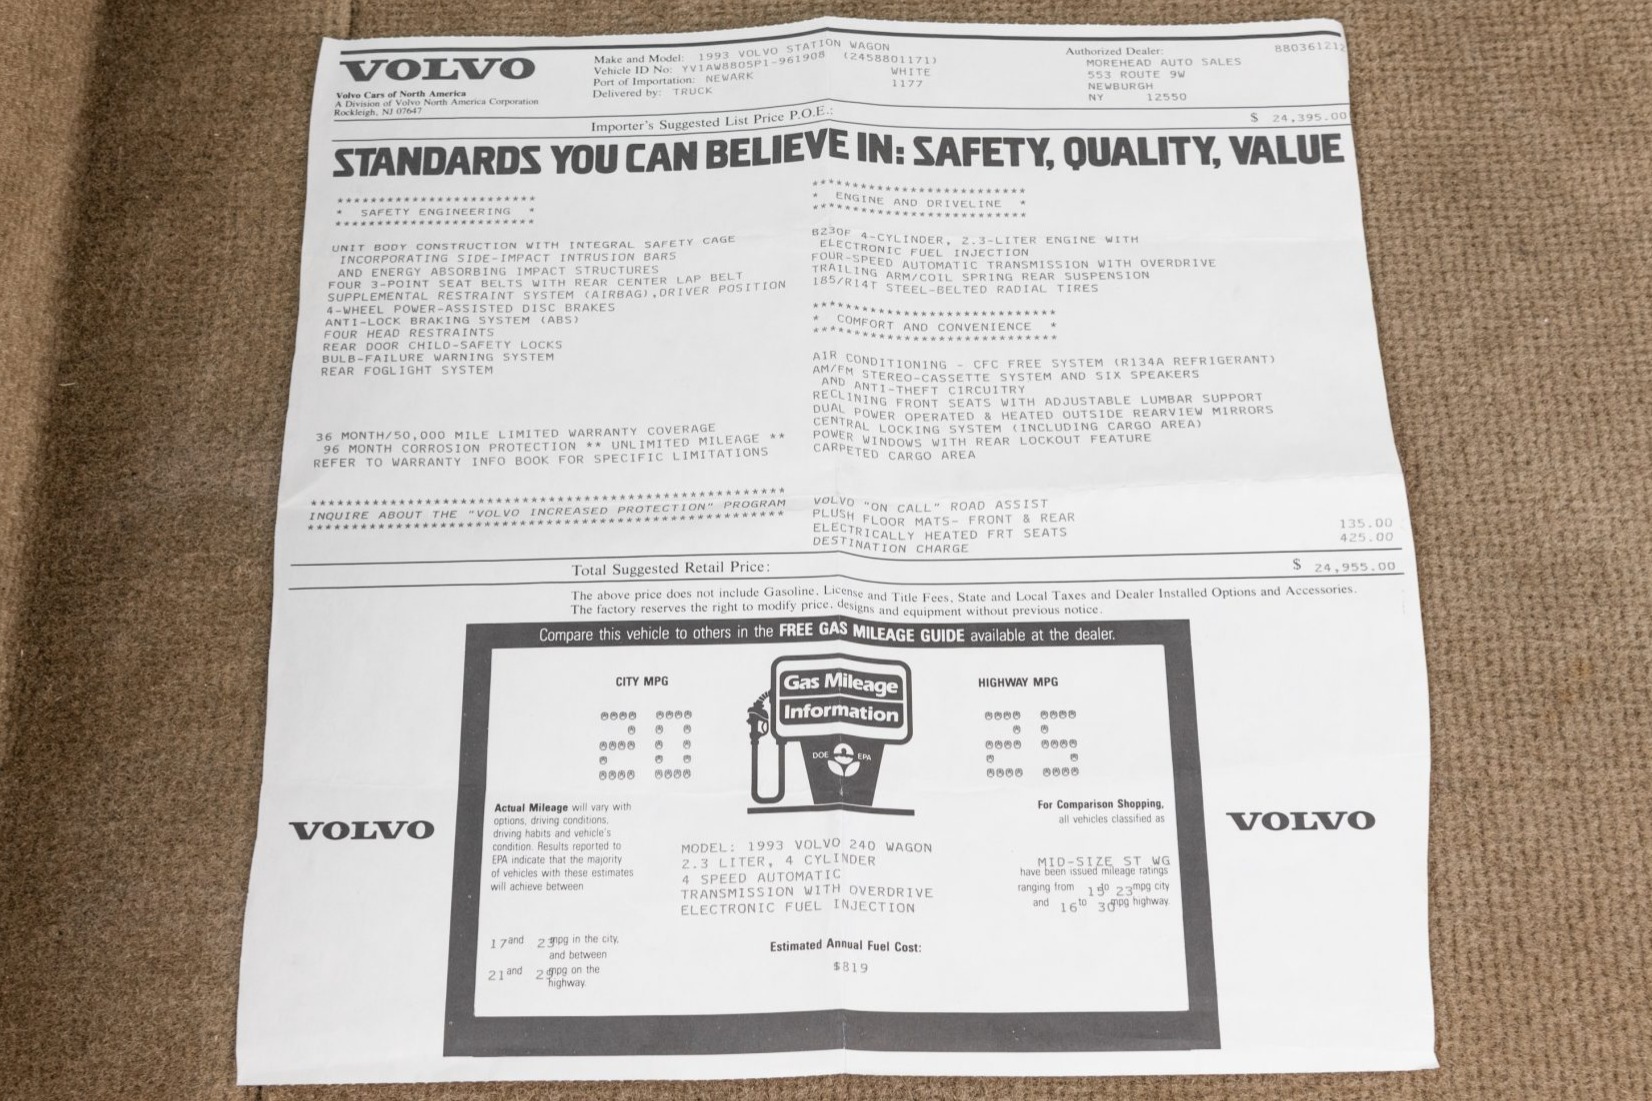 VOLVO
Volvo Cars of North America
A Division of Volvo North America Corporation
Rockleigh, NJ 07647
Make and Model: 1993 VOLVO STATION WAGON
Vehicle ID No: YV1AW8805P1-961908 (2458801171)
Port of Importation: NEWARK WHITE
Delivered by: TRUCK 1177
Authorized Dealer: 880361212
MOREHEAD AUTO SALES
553 ROUTE 9W
NEWBURGH
NY 12550
Importer's Suggested List Price P.O.E.: $ 24,395.00
STANDARDS YOU CAN BELIEVE IN: SAFETY, QUALITY, VALUE
*************************
* SAFETY ENGINEERING *
*************************
UNIT BODY CONSTRUCTION WITH INTEGRAL SAFETY CAGE
INCORPORATING SIDE-IMPACT INTRUSION BARS
AND ENERGY ABSORBING IMPACT STRUCTURES
FOUR 3-POINT SEAT BELTS WITH REAR CENTER LAP BELT
SUPPLEMENTAL RESTRAINT SYSTEM (AIRBAG),DRIVER POSITION
4-WHEEL POWER-ASSISTED DISC BRAKES
ANTI-LOCK BRAKING SYSTEM (ABS)
FOUR HEAD RESTRAINTS
REAR DOOR CHILD-SAFETY LOCKS
BULB-FAILURE WARNING SYSTEM
REAR FOGLIGHT SYSTEM
36 MONTH/50,000 MILE LIMITED WARRANTY COVERAGE
96 MONTH CORROSION PROTECTION ** UNLIMITED MILEAGE **
REFER TO WARRANTY INFO BOOK FOR SPECIFIC LIMITATIONS
************************************************************
INQUIRE ABOUT THE "VOLVO INCREASED PROTECTION" PROGRAM
************************************************************
***************************
* ENGINE AND DRIVELINE *
***************************
B230F 4-CYLINDER, 2.3-LITER ENGINE WITH
ELECTRONIC FUEL INJECTION
FOUR-SPEED AUTOMATIC TRANSMISSION WITH OVERDRIVE
TRAILING ARM/COIL SPRING REAR SUSPENSION
185/R14T STEEL-BELTED RADIAL TIRES
*******************************
* COMFORT AND CONVENIENCE *
*******************************
AIR CONDITIONING - CFC FREE SYSTEM (R134A REFRIGERANT)
AM/FM STEREO-CASSETTE SYSTEM AND SIX SPEAKERS
AND ANTI-THEFT CIRCUITRY
RECLINING FRONT SEATS WITH ADJUSTABLE LUMBAR SUPPORT
DUAL POWER OPERATED & HEATED OUTSIDE REARVIEW MIRRORS
CENTRAL LOCKING SYSTEM (INCLUDING CARGO AREA)
POWER WINDOWS WITH REAR LOCKOUT FEATURE
CARPETED CARGO AREA
VOLVO "ON CALL" ROAD ASSIST
PLUSH FLOOR MATS- FRONT & REAR
ELECTRICALLY HEATED FRT SEATS 135.00
DESTINATION CHARGE 425.00
Total Suggested Retail Price: $ 24,955.00
The above price does not include Gasoline, License and Title Fees, State and Local Taxes and Dealer Installed Options and Accessories.
The factory reserves the right to modify price, designs and equipment without previous notice.
Compare this vehicle to others in the FREE GAS MILEAGE GUIDE available at the dealer.
CITY MPG
20
Gas Mileage
Information
DOE EPA
HIGHWAY MPG
25
Actual Mileage will vary with
options, driving conditions,
driving habits and vehicle's
condition. Results reported to
EPA indicate that the majority
of vehicles with these estimates
will achieve between
17 and 23 mpg in the city,
and between
21 and 29 mpg on the
highway.
MODEL: 1993 VOLVO 240 WAGON
2.3 LITER, 4 CYLINDER
4 SPEED AUTOMATIC
TRANSMISSION WITH OVERDRIVE
ELECTRONIC FUEL INJECTION
Estimated Annual Fuel Cost:
$819
For Comparison Shopping,
all vehicles classified as
MID-SIZE ST WG
have been issued mileage ratings
ranging from 15 to 23 mpg city
and 16 to 30 mpg highway.
VOLVO
VOLVO